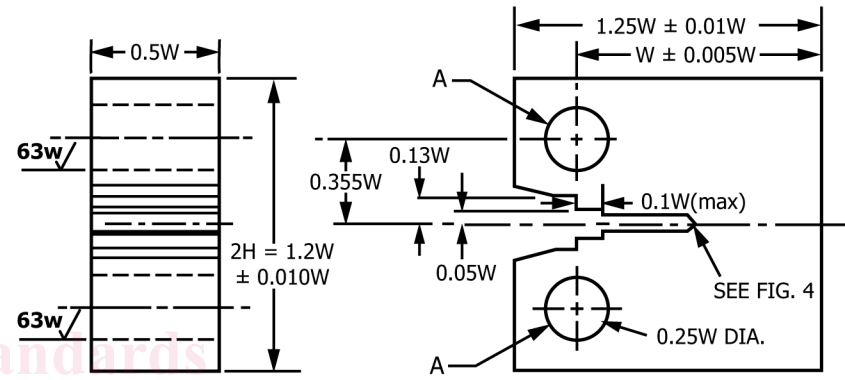 0.5W
1.25W ± 0.01W
W ± 0.005W
A
63w
0.13W
0.355W
0.1W(max)
2H = 1.2W
± 0.010W
0.05W
SEE FIG. 4
63w
0.25W DIA.
A
andards